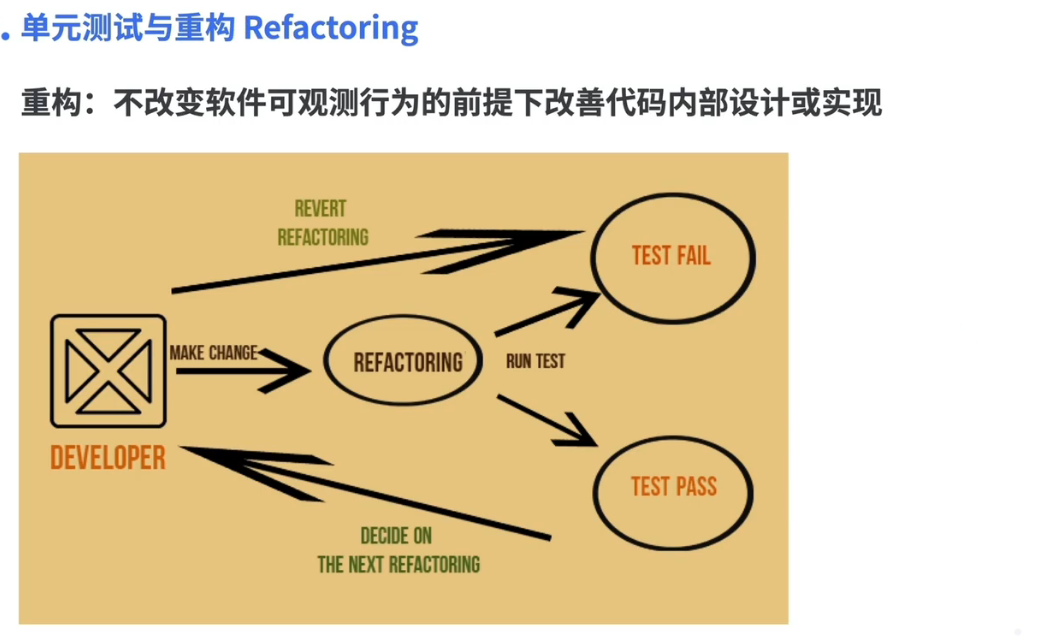 . 单元测试与重构 Refactoring
重构：不改变软件可观测行为的前提下改善代码内部设计或实现
REVERT
REFACTORING
TEST FAIL
MAKE CHANGE
REFACTORING
RUN TEST
DEVELOPER
TEST PASS
DECIDE ON
THE NEXT REFACTORING